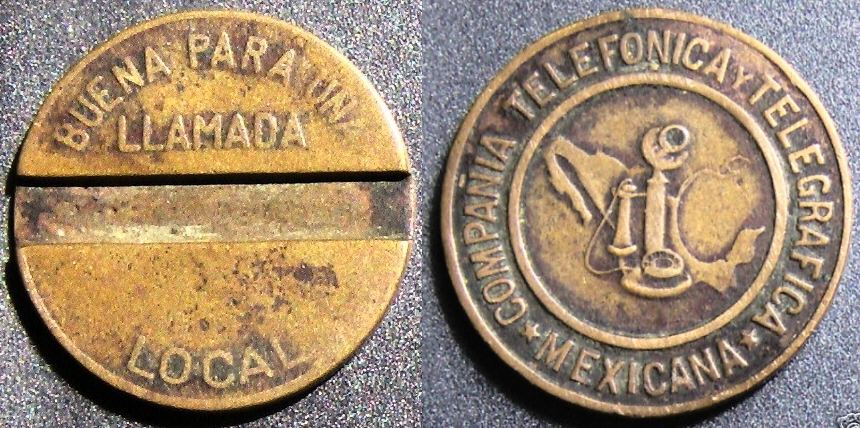 BUENA PARA UNA
LLAMADA
LOCAL
COMPAÑIA TELEFONICA Y TELEGRAFICA
★ MEXICANA ★